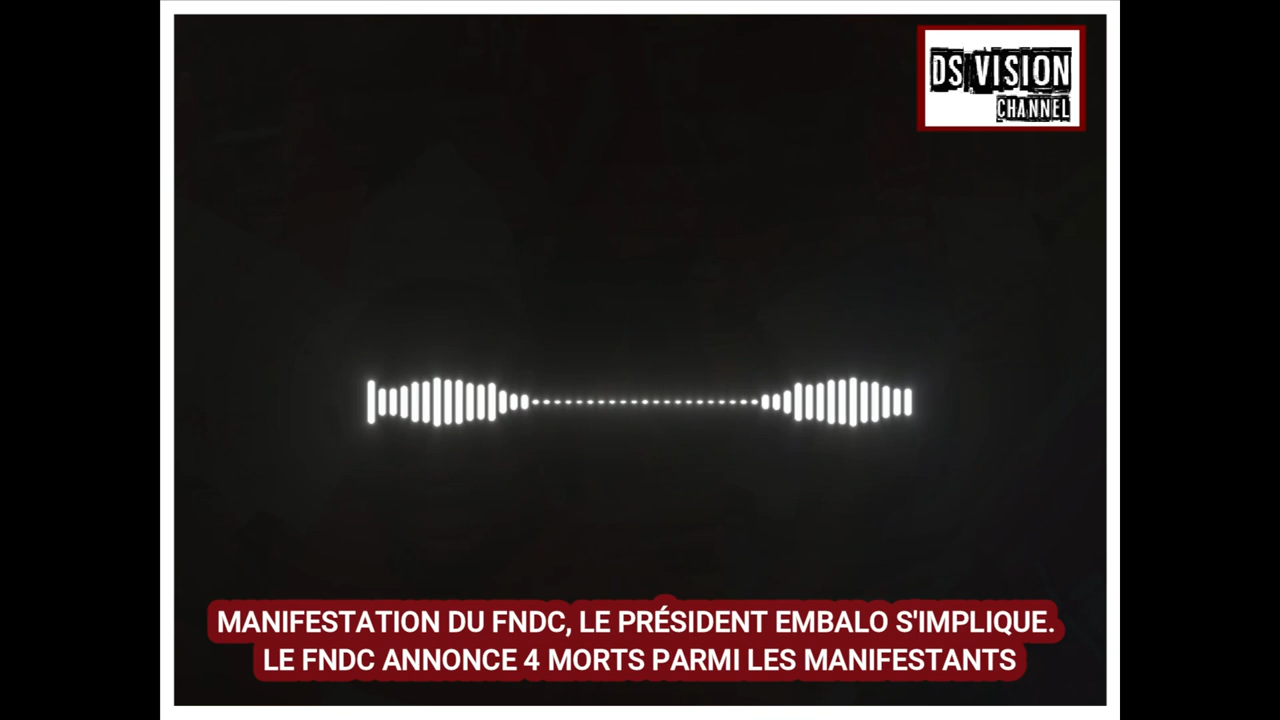 DS VISION
CHANNEL
MANIFESTATION DU FNDC, LE PRÉSIDENT EMBALO S'IMPLIQUE.
LE FNDC ANNONCE 4 MORTS PARMI LES MANIFESTANTS